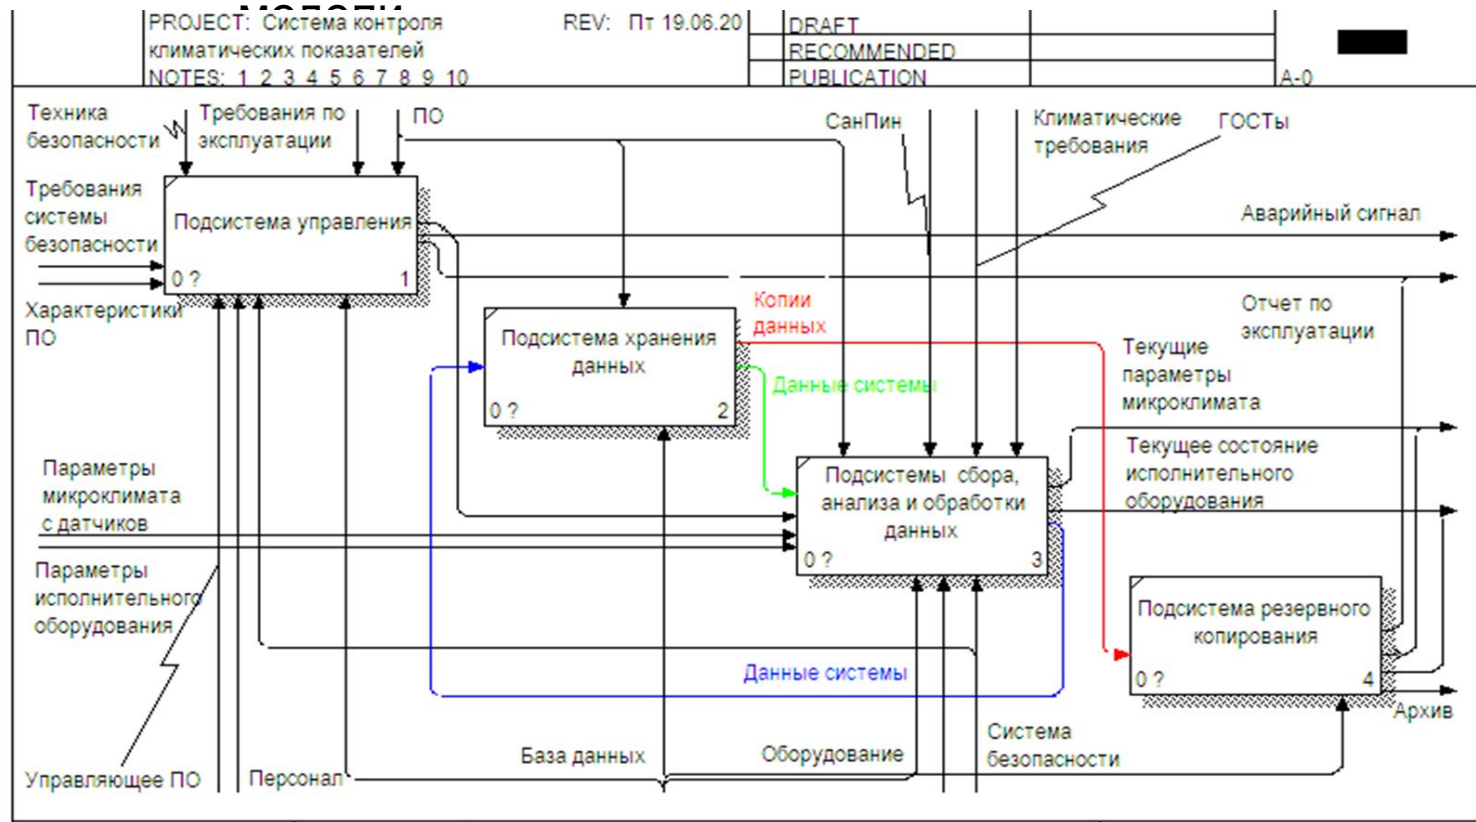 модели
PROJECT: Система контроля
климатических показателей
NOTES: 1 2 3 4 5 6 7 8 9 10
REV: Пт 19.06.20
DRAFT
RECOMMENDED
PUBLICATION
A-0
Техника
безопасности
Требования по
эксплуатации
ПО
СанПин
Климатические
требования
ГОСТы
Требования
системы
безопасности
Подсистема управления
0 ?
1
Аварийный сигнал
Характеристики
ПО
Копии
данных
Отчет по
эксплуатации
Подсистема хранения
данных
0 ?
2
Данные системы
Текущие
параметры
микроклимата
Параметры
микроклимата
с датчиков
Подсистемы сбора,
анализа и обработки
данных
0 ?
3
Текущее состояние
исполнительного
оборудования
Параметры
исполнительного
оборудования
Подсистема резервного
копирования
0 ?
4
Данные системы
Архив
Управляющее ПО
Персонал
База данных
Оборудование
Система
безопасности